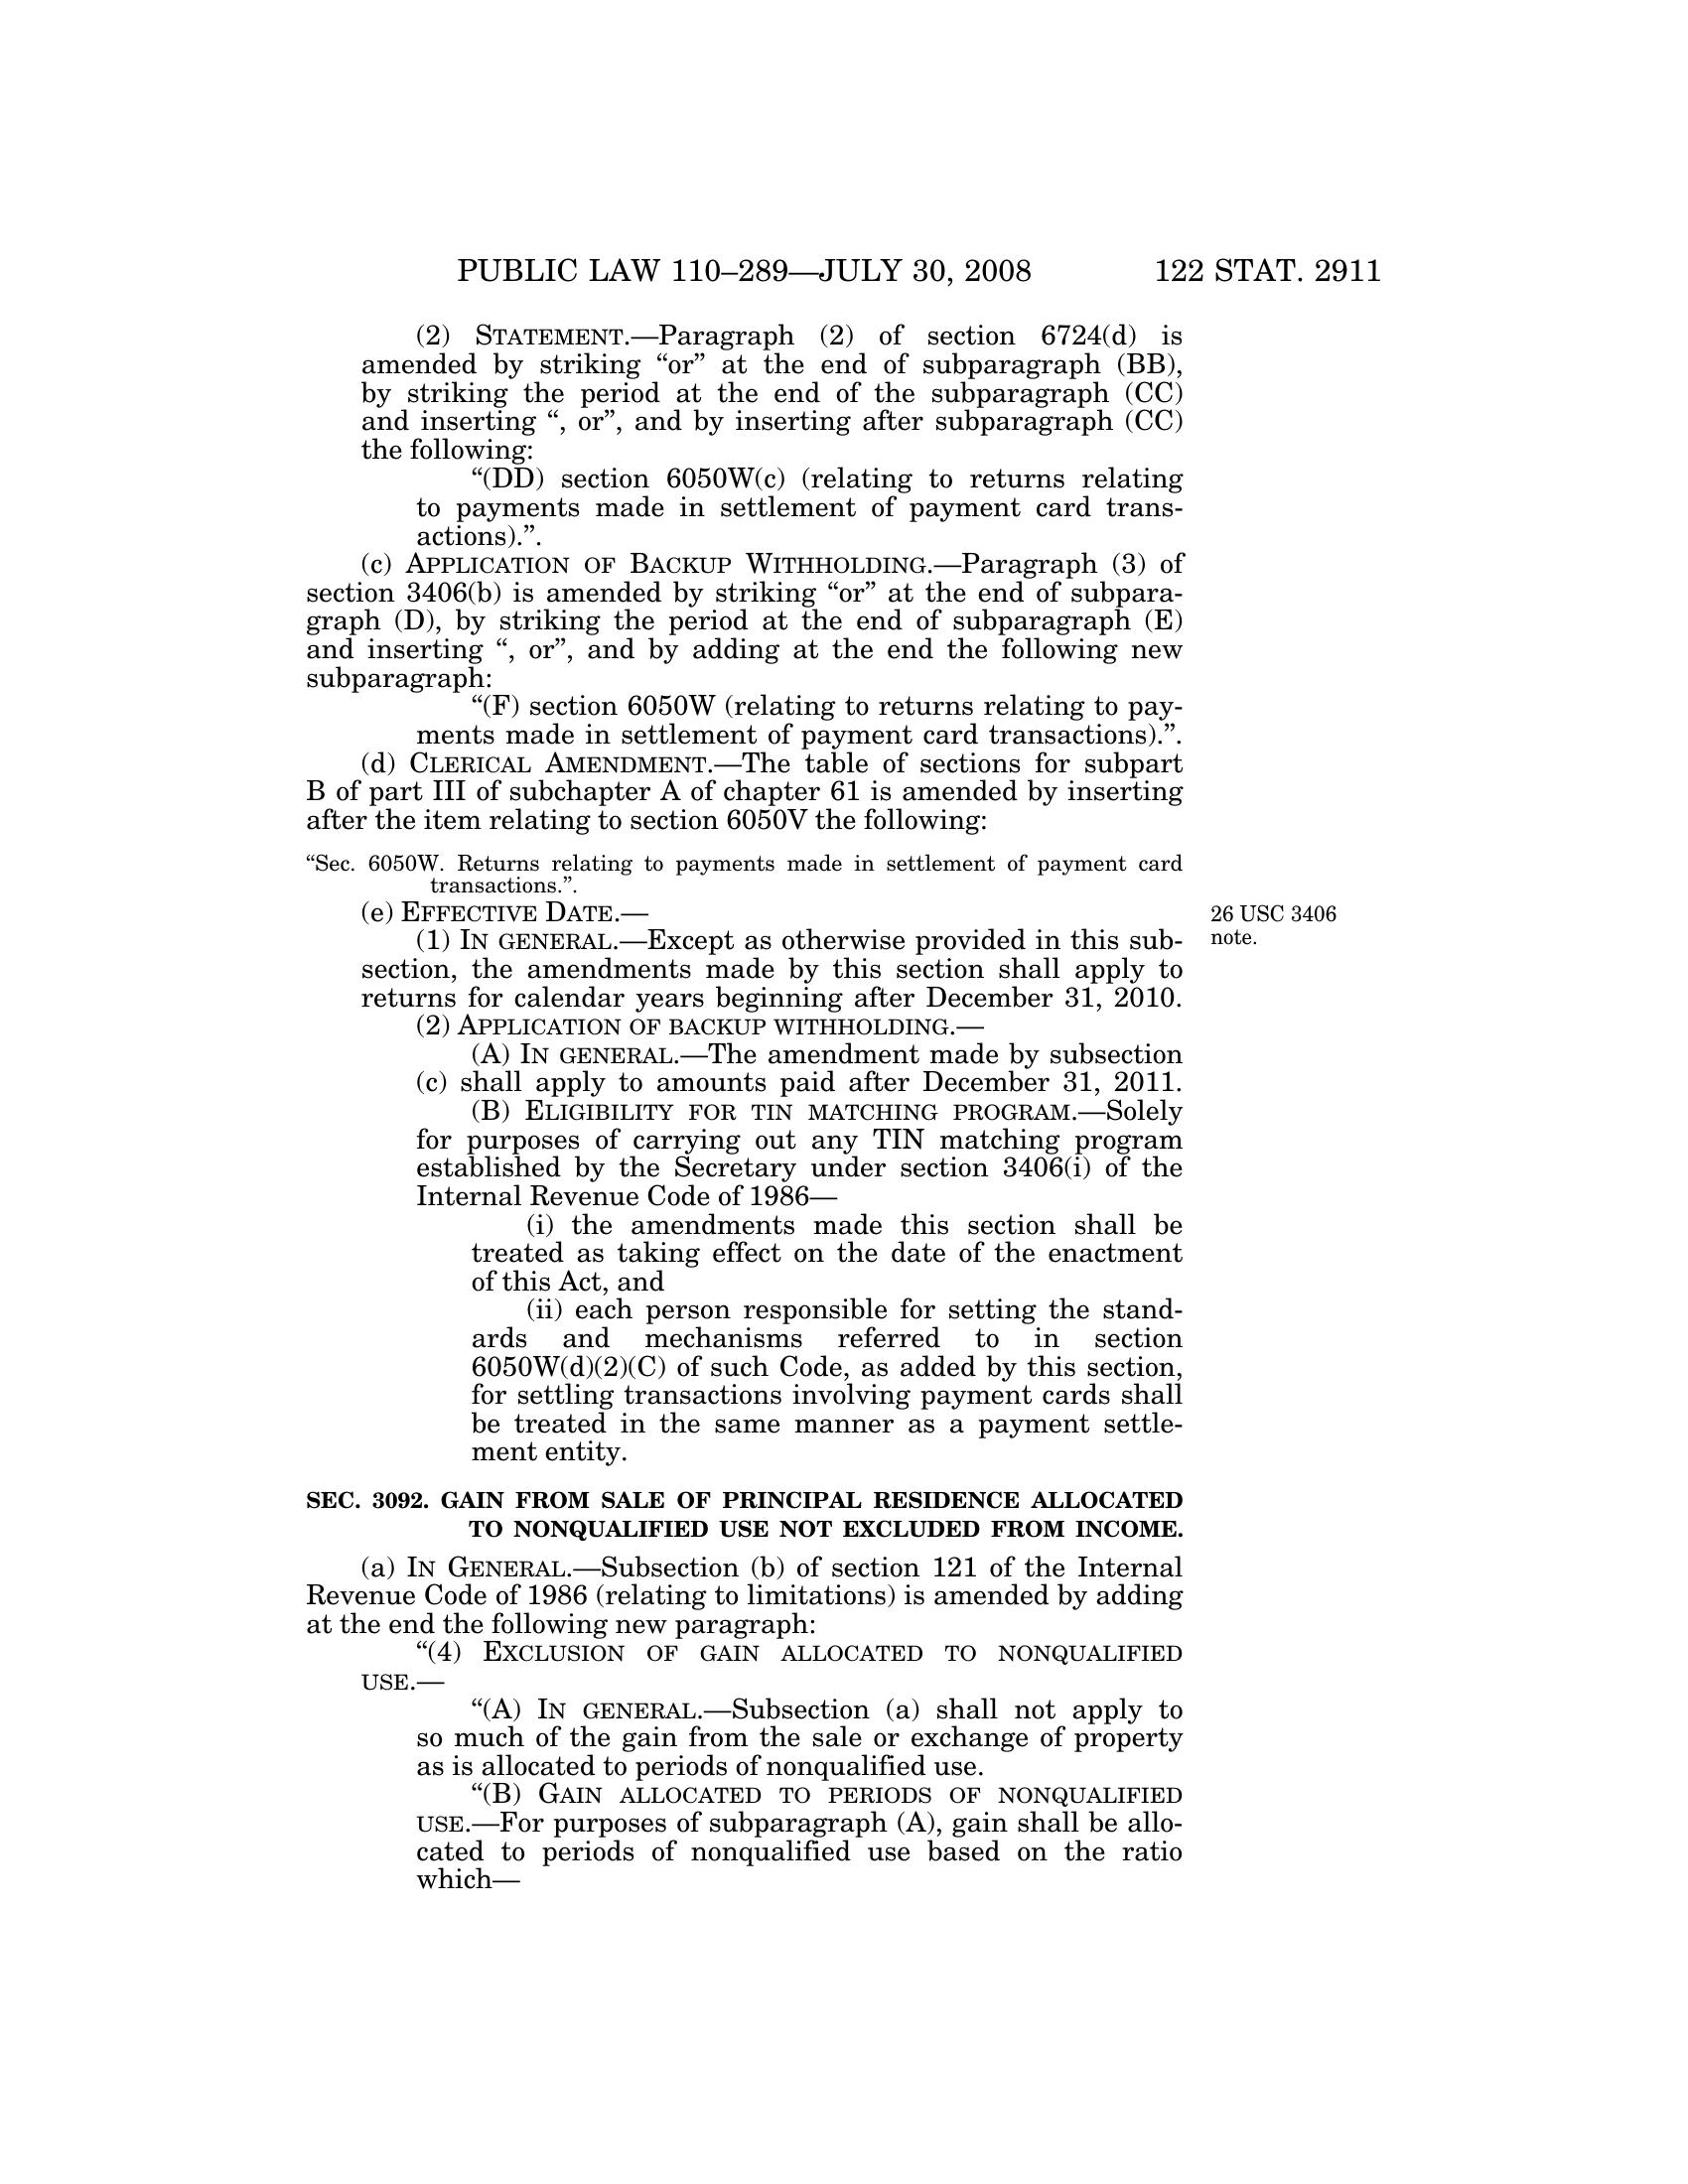 PUBLIC LAW 110–289—JULY 30, 2008 122 STAT. 2911
(2) STATEMENT.—Paragraph (2) of section 6724(d) is
amended by striking “or” at the end of subparagraph (BB),
by striking the period at the end of the subparagraph (CC)
and inserting “, or”, and by inserting after subparagraph (CC)
the following:
“(DD) section 6050W(c) (relating to returns relating
to payments made in settlement of payment card trans-
actions).”.
(c) APPLICATION OF BACKUP WITHHOLDING.—Paragraph (3) of
section 3406(b) is amended by striking “or” at the end of subpara-
graph (D), by striking the period at the end of subparagraph (E)
and inserting “, or”, and by adding at the end the following new
subparagraph:
“(F) section 6050W (relating to returns relating to pay-
ments made in settlement of payment card transactions).”.
(d) CLERICAL AMENDMENT.—The table of sections for subpart
B of part III of subchapter A of chapter 61 is amended by inserting
after the item relating to section 6050V the following:
“Sec. 6050W. Returns relating to payments made in settlement of payment card
transactions.”.
(e) EFFECTIVE DATE.—
26 USC 3406
note.
(1) IN GENERAL.—Except as otherwise provided in this sub-
section, the amendments made by this section shall apply to
returns for calendar years beginning after December 31, 2010.
(2) APPLICATION OF BACKUP WITHHOLDING.—
(A) IN GENERAL.—The amendment made by subsection
(c) shall apply to amounts paid after December 31, 2011.
(B) ELIGIBILITY FOR TIN MATCHING PROGRAM.—Solely
for purposes of carrying out any TIN matching program
established by the Secretary under section 3406(i) of the
Internal Revenue Code of 1986—
(i) the amendments made this section shall be
treated as taking effect on the date of the enactment
of this Act, and
(ii) each person responsible for setting the stand-
ards and mechanisms referred to in section
6050W(d)(2)(C) of such Code, as added by this section,
for settling transactions involving payment cards shall
be treated in the same manner as a payment settle-
ment entity.
SEC. 3092. GAIN FROM SALE OF PRINCIPAL RESIDENCE ALLOCATED
TO NONQUALIFIED USE NOT EXCLUDED FROM INCOME.
(a) IN GENERAL.—Subsection (b) of section 121 of the Internal
Revenue Code of 1986 (relating to limitations) is amended by adding
at the end the following new paragraph:
“(4) EXCLUSION OF GAIN ALLOCATED TO NONQUALIFIED
USE.—
“(A) IN GENERAL.—Subsection (a) shall not apply to
so much of the gain from the sale or exchange of property
as is allocated to periods of nonqualified use.
“(B) GAIN ALLOCATED TO PERIODS OF NONQUALIFIED
USE.—For purposes of subparagraph (A), gain shall be allo-
cated to periods of nonqualified use based on the ratio
which—